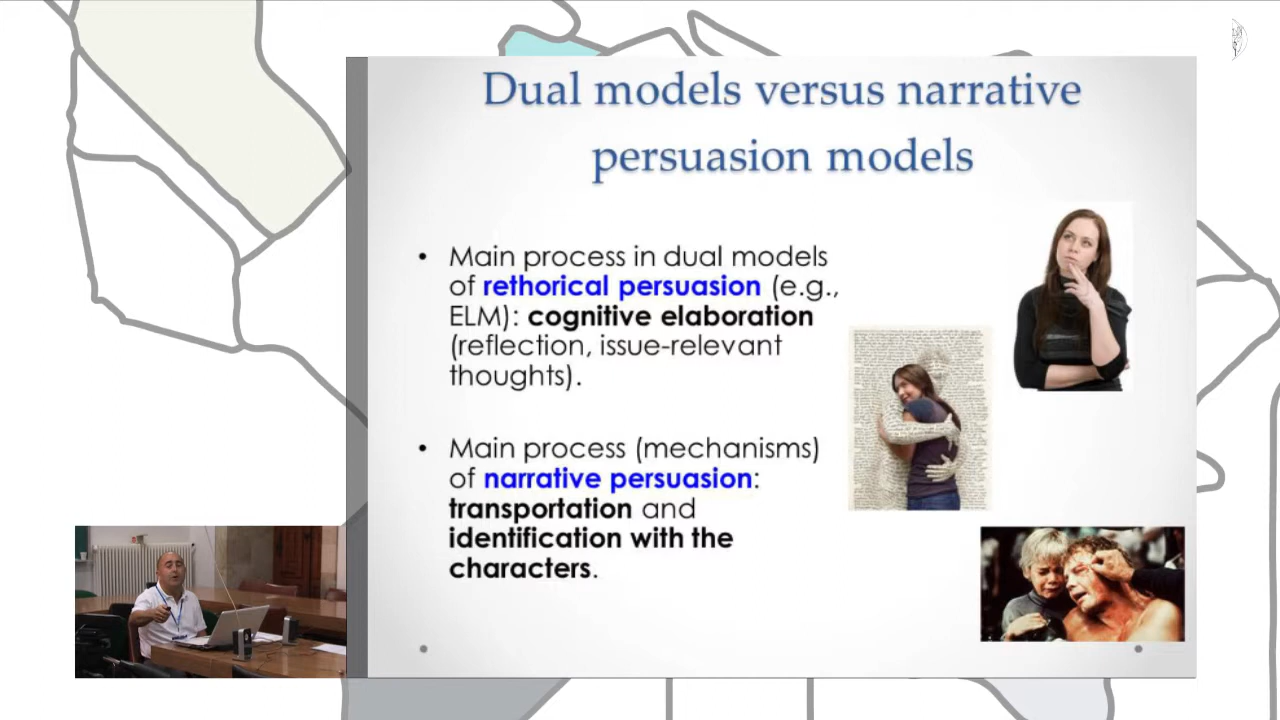 Dual models versus narrative
persuasion models
• Main process in dual models
of rethorical persuasion (e.g.,
ELM): cognitive elaboration
(reflection, issue-relevant
thoughts).
• Main process (mechanisms)
of narrative persuasion:
transportation and
identification with the
characters.